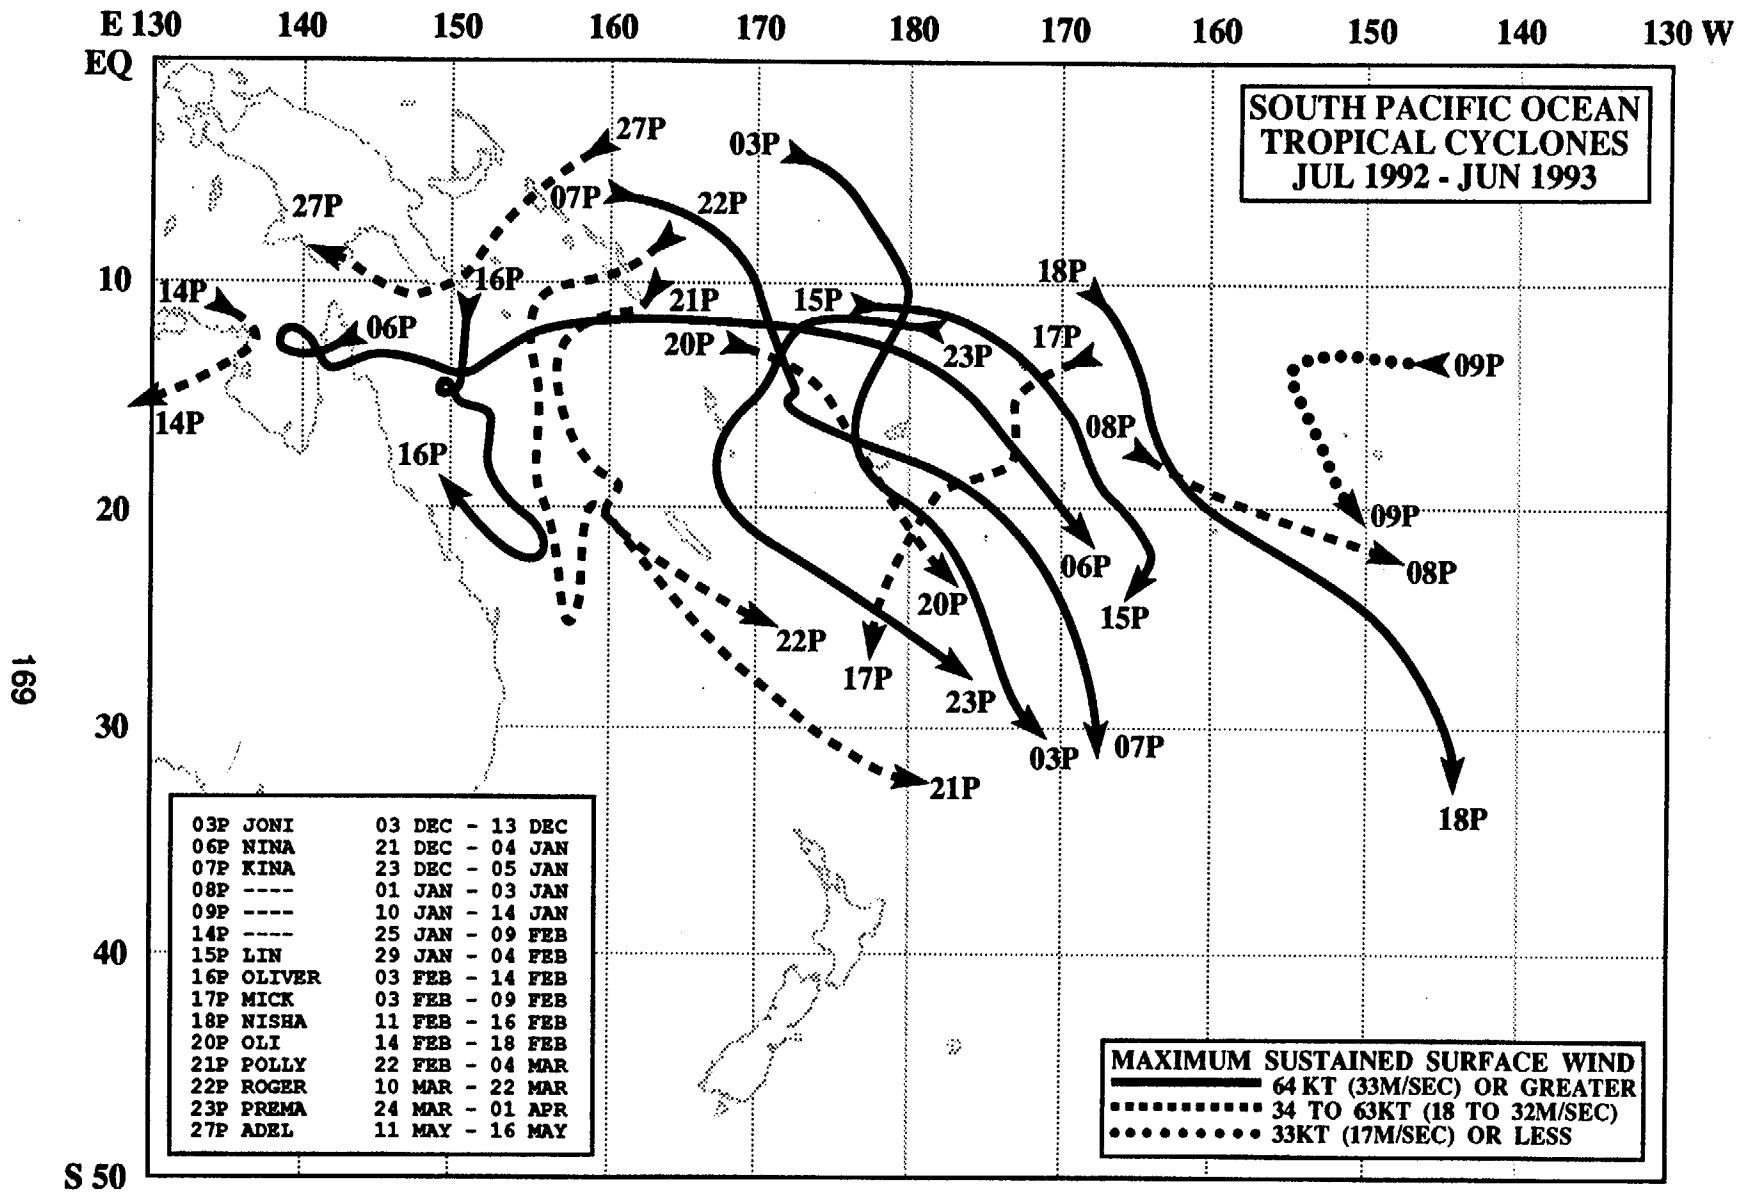 E 130 140 150 160 170 180 170 160 150 140 130 W
EQ
SOUTH PACIFIC OCEAN
TROPICAL CYCLONES
JUL 1992 - JUN 1993
27P
03P
07P
22P
27P
10
16P
18P
14P
21P
15P
06P
17P
20P
23P
09P
14P
08P
16P
20
09P
06P
08P
20P
15P
22P
17P
23P
30
03P
07P
21P
18P
169
03P JONI 03 DEC - 13 DEC
06P NINA 21 DEC - 04 JAN
07P KINA 23 DEC - 05 JAN
08P ---- 01 JAN - 03 JAN
09P ---- 10 JAN - 14 JAN
14P ---- 25 JAN - 09 FEB
15P LIN 29 JAN - 04 FEB
16P OLIVER 03 FEB - 14 FEB
17P MICK 03 FEB - 09 FEB
18P NISHA 11 FEB - 16 FEB
20P OLI 14 FEB - 18 FEB
21P POLLY 22 FEB - 04 MAR
22P ROGER 10 MAR - 22 MAR
23P PREMA 24 MAR - 01 APR
27P ADEL 11 MAY - 16 MAY
40
MAXIMUM SUSTAINED SURFACE WIND
64 KT (33M/SEC) OR GREATER
34 TO 63KT (18 TO 32M/SEC)
33KT (17M/SEC) OR LESS
S 50